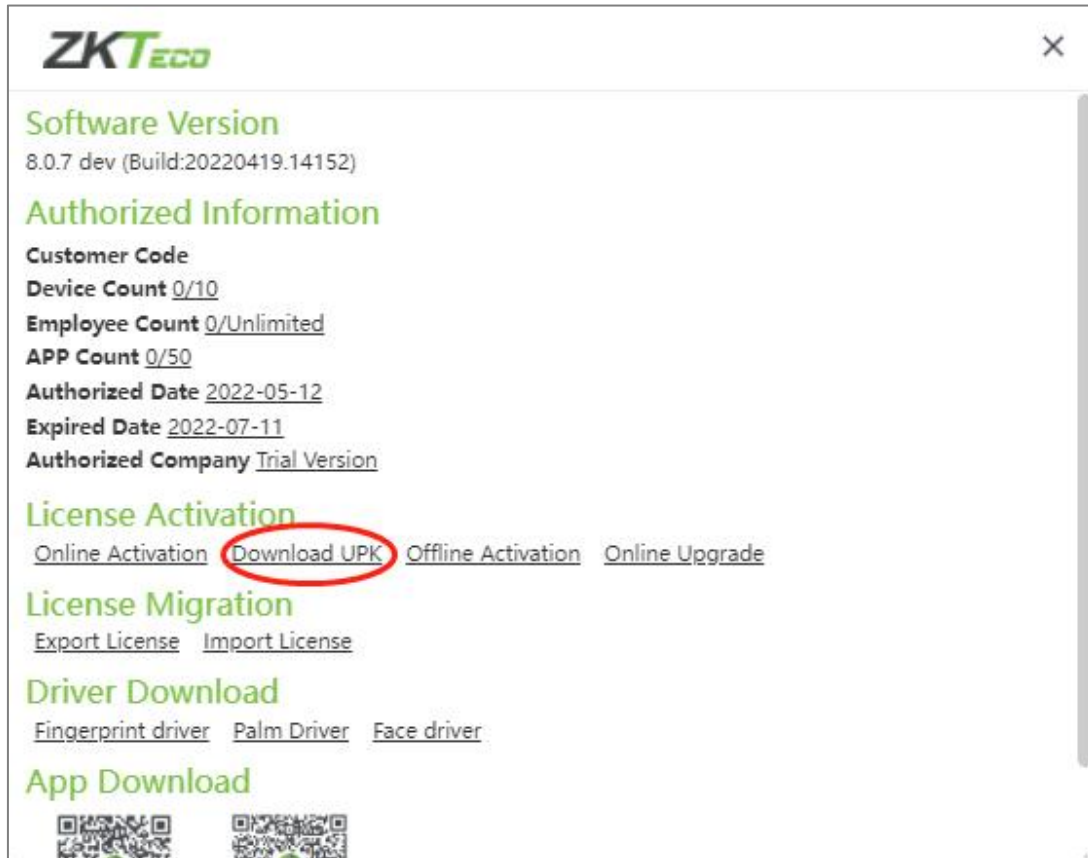 ZKTeco
Software Version
8.0.7 dev (Build:20220419.14152)
Authorized Information
Customer Code
Device Count 0/10
Employee Count 0/Unlimited
APP Count 0/50
Authorized Date 2022-05-12
Expired Date 2022-07-11
Authorized Company Trial Version
License Activation
Online Activation Download UPK Offline Activation Online Upgrade
License Migration
Export License Import License
Driver Download
Fingerprint driver Palm Driver Face driver
App Download